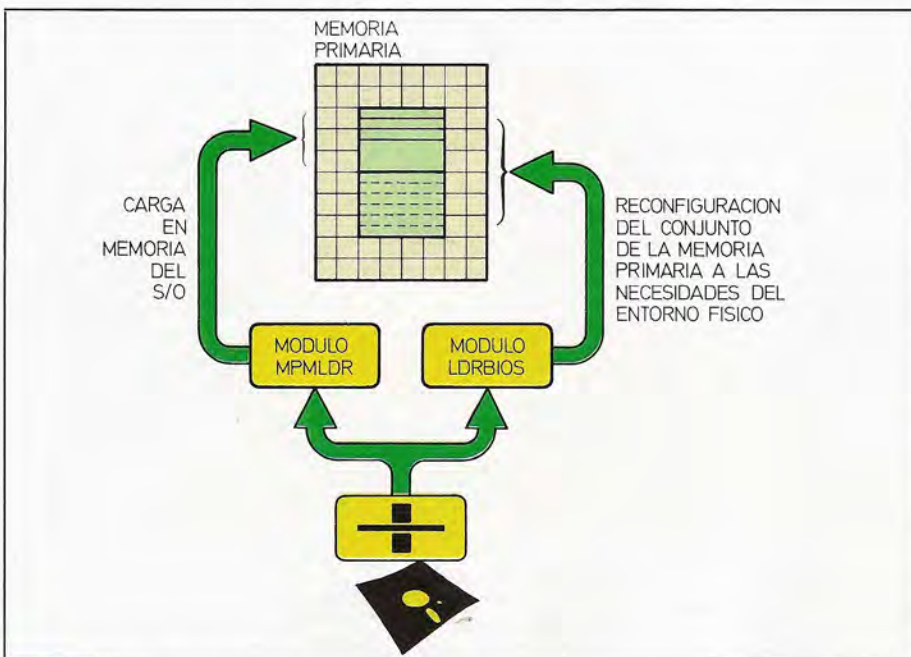 MEMORIA
PRIMARIA
CARGA
EN
MEMORIA
DEL
S/O
RECONFIGURACION
DEL CONJUNTO
DE LA MEMORIA
PRIMARIA A LAS
NECESIDADES DEL
ENTORNO FISICO
MODULO
MPMLDR
MODULO
LDRBIOS